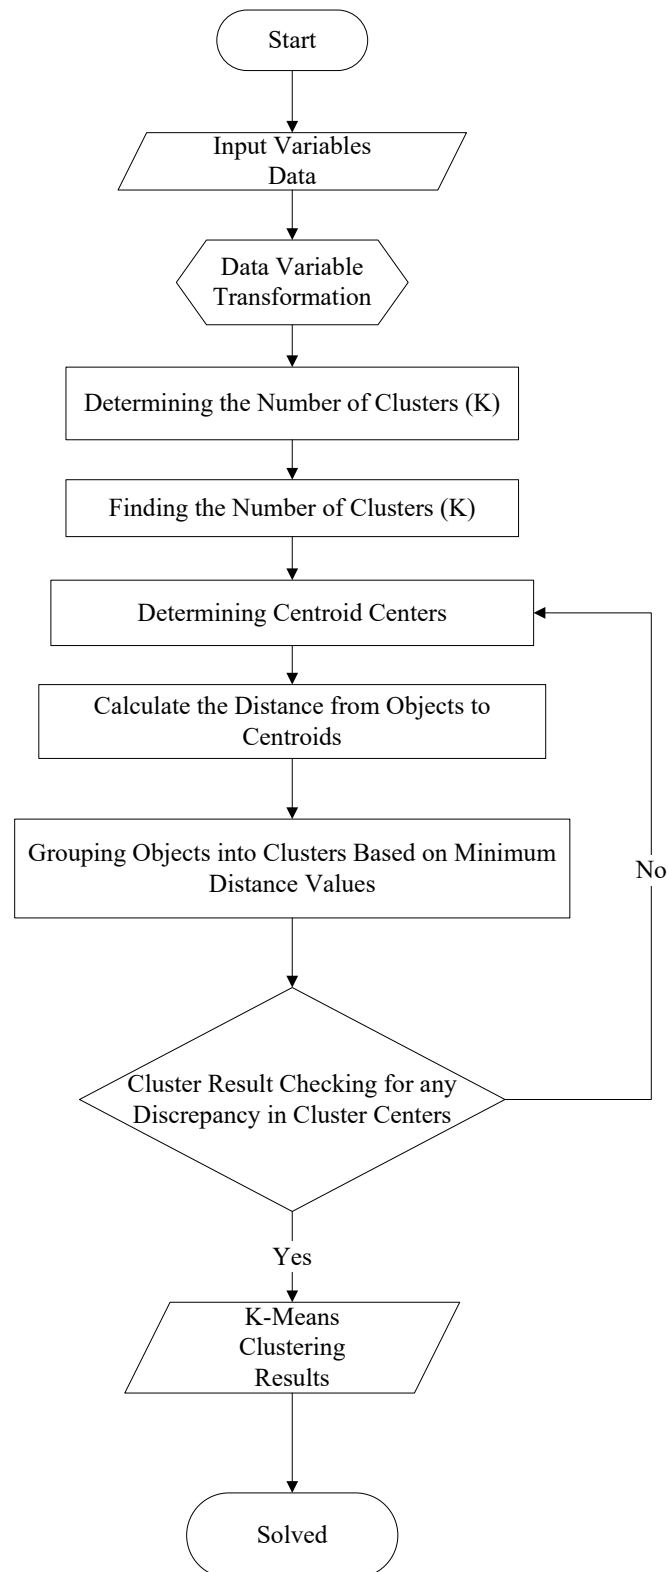 Start
Input Variables
Data
Data Variable
Transformation
Determining the Number of Clusters (K)
Finding the Number of Clusters (K)
Determining Centroid Centers
Calculate the Distance from Objects to
Centroids
Grouping Objects into Clusters Based on Minimum
Distance Values
No
Cluster Result Checking for any
Discrepancy in Cluster Centers
Yes
K-Means
Clustering
Results
Solved